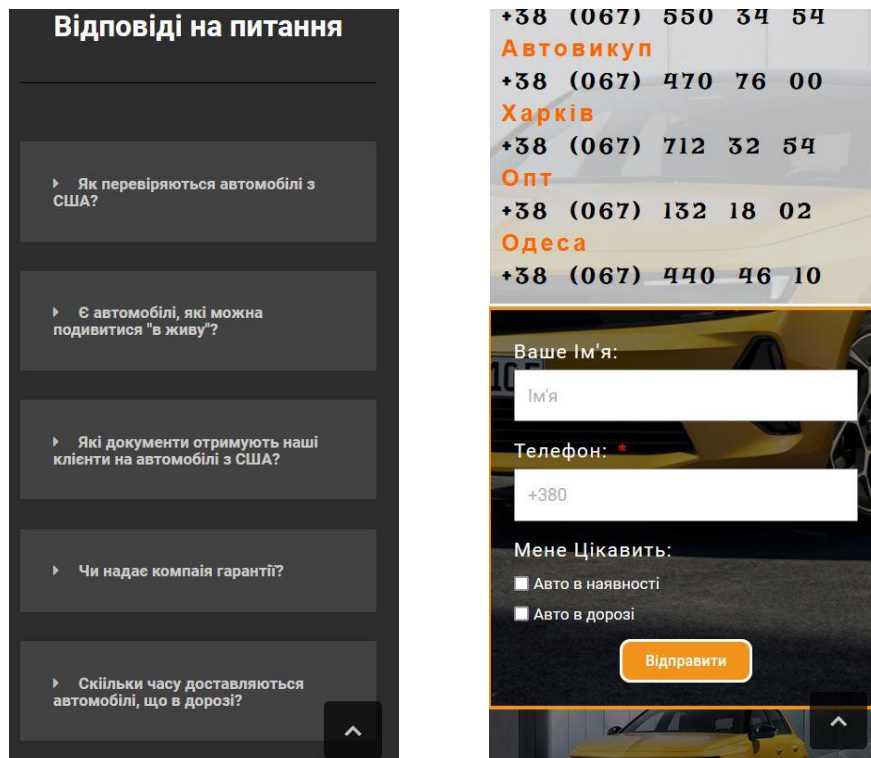 Відповіді на питання
Як перевіряються автомобілі з
США?
Є автомобілі, які можна
подивитися "в живу"?
Які документи отримують наші
клієнти на автомобілі з США?
Чи надає компаія гарантії?
Скіільки часу доставляються
автомобілі, що в дорозі?
+38 (067) 550 34 54
Автовикуп
+38 (067) 470 76 00
Харків
+38 (067) 712 32 54
Опт
+38 (067) 132 18 02
Одеса
+38 (067) 440 46 10
Ваше Ім'я:
Ім'я
Телефон: *
+380
Мене Цікавить:
Авто в наявності
Авто в дорозі
Відправити